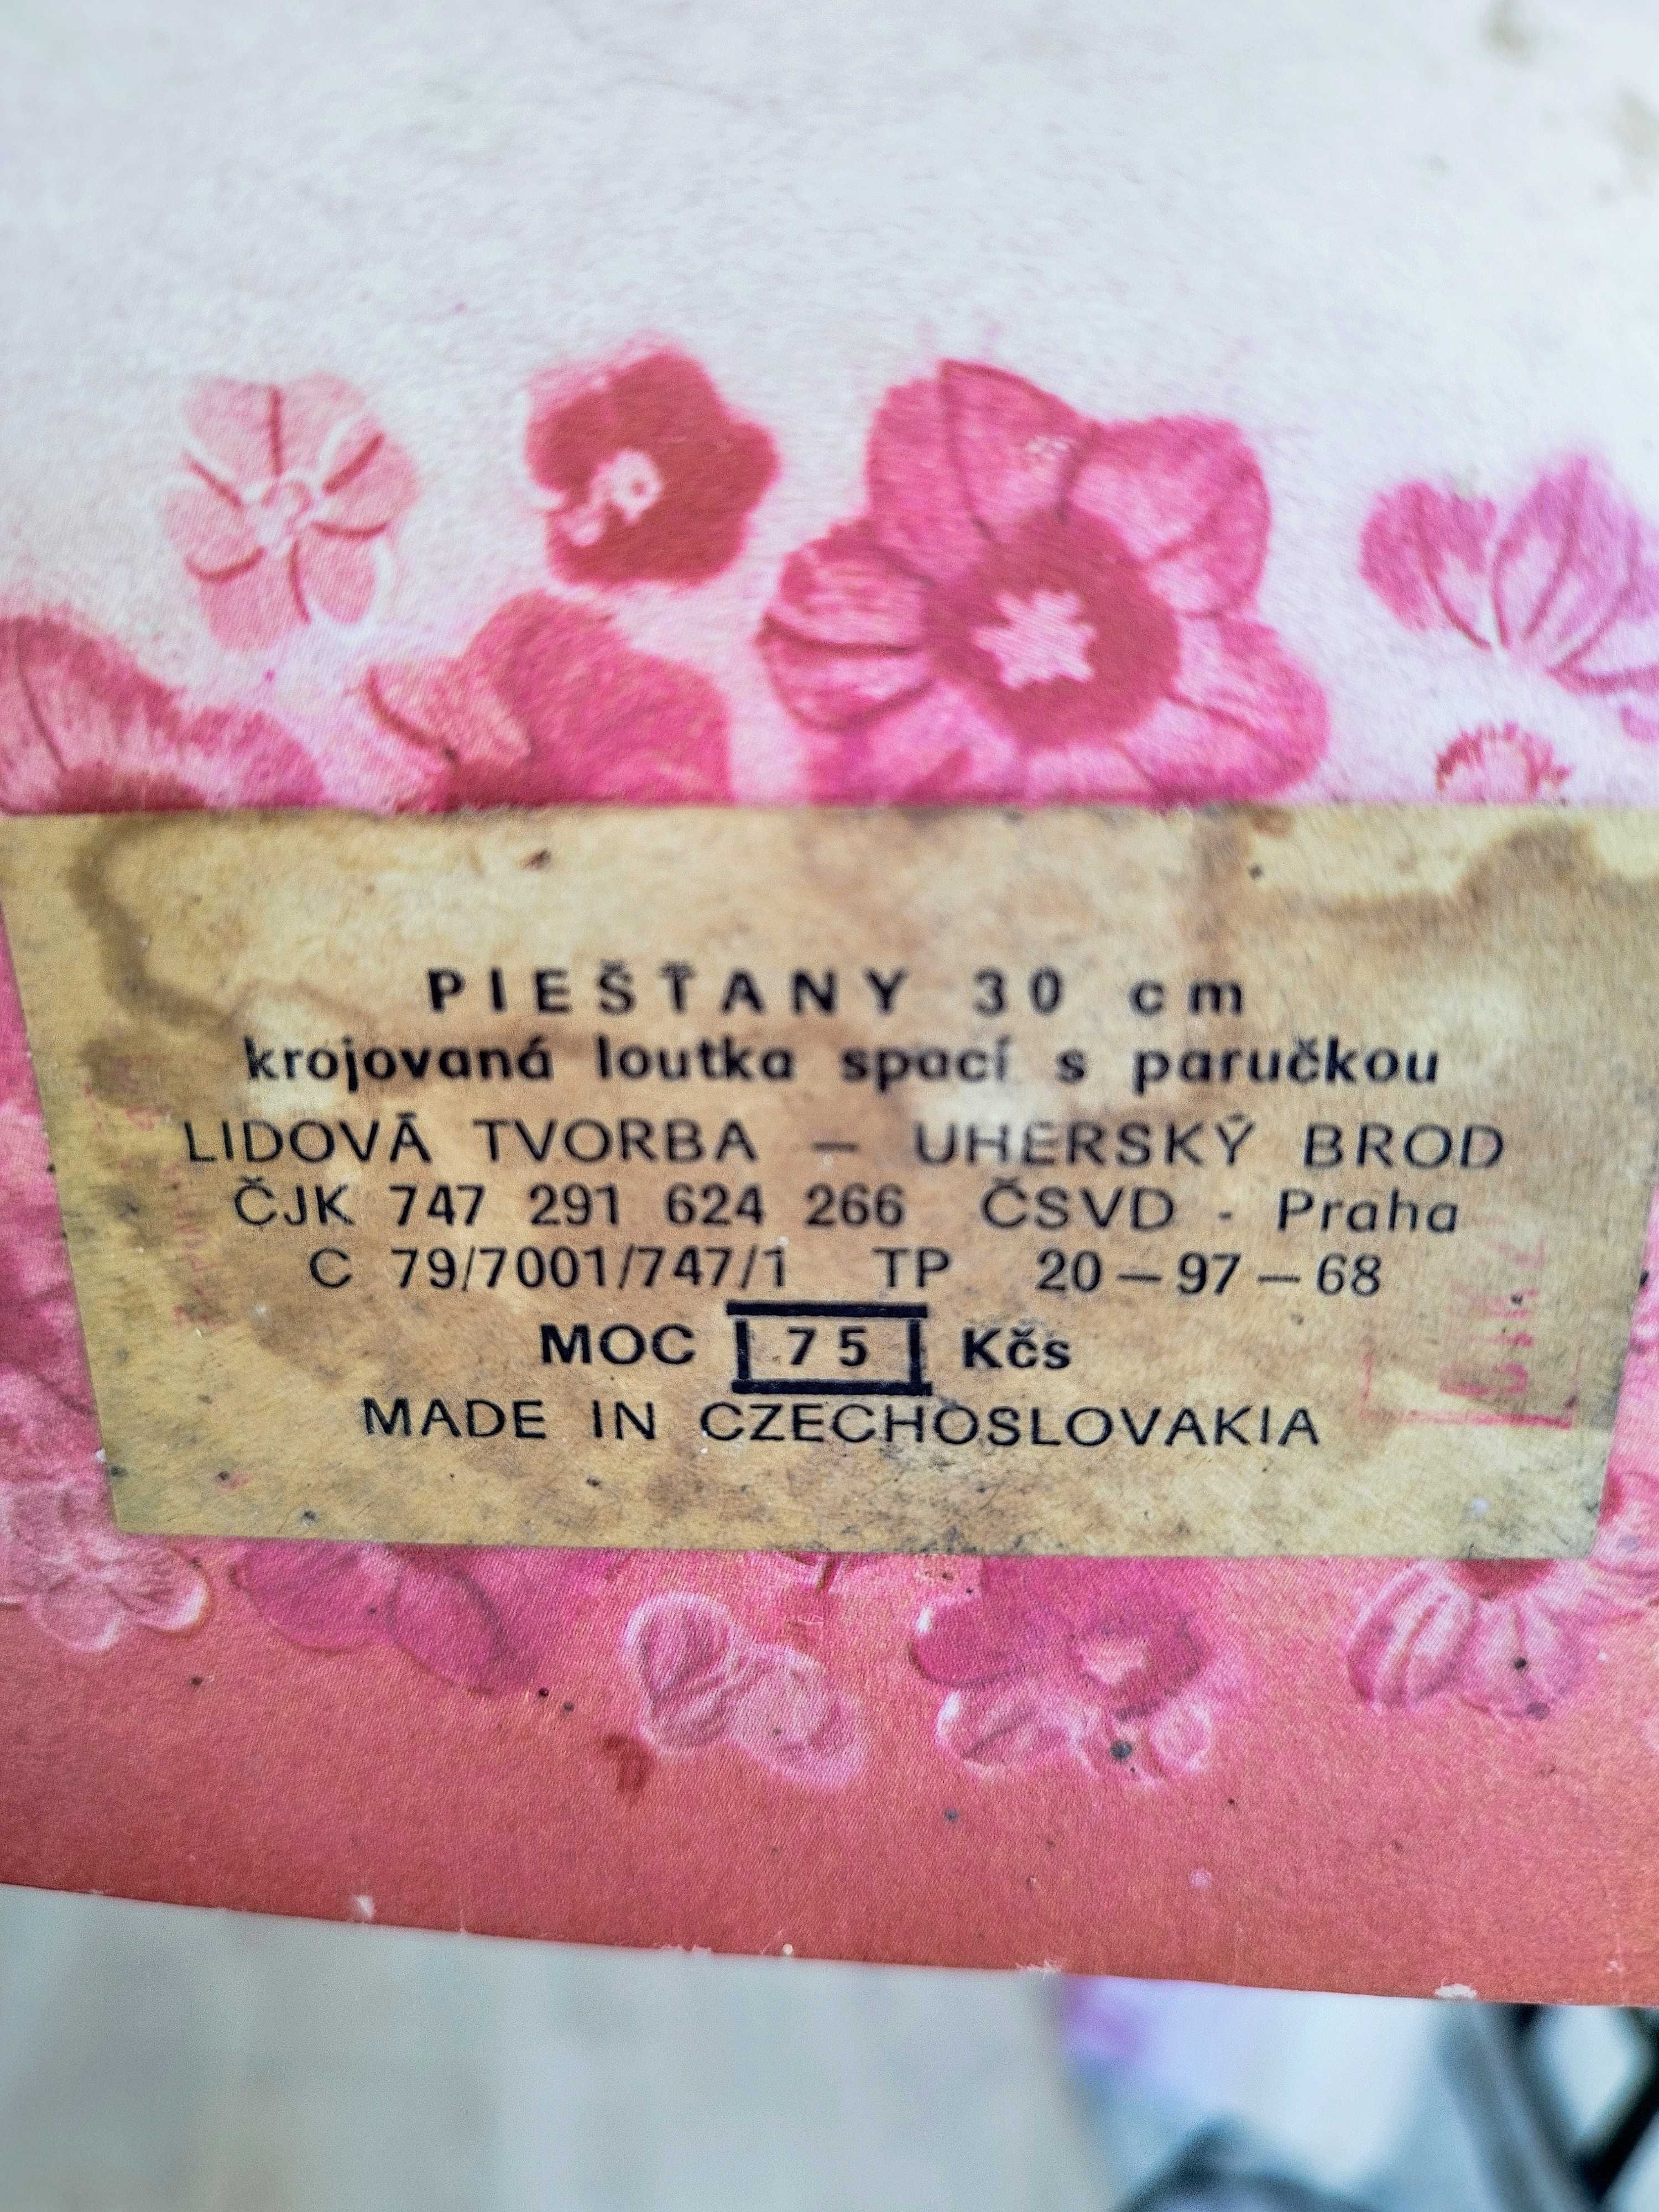 PIEŠŤANY 30 cm
krojovaná loutka spací s paručkou
LIDOVÁ TVORBA — UHERSKÝ BROD
ČJK 747 291 624 266 ČSVD - Praha
C 79/7001/747/1 TP 20—97—68
MOC 75 Kčs
MADE IN CZECHOSLOVAKIA